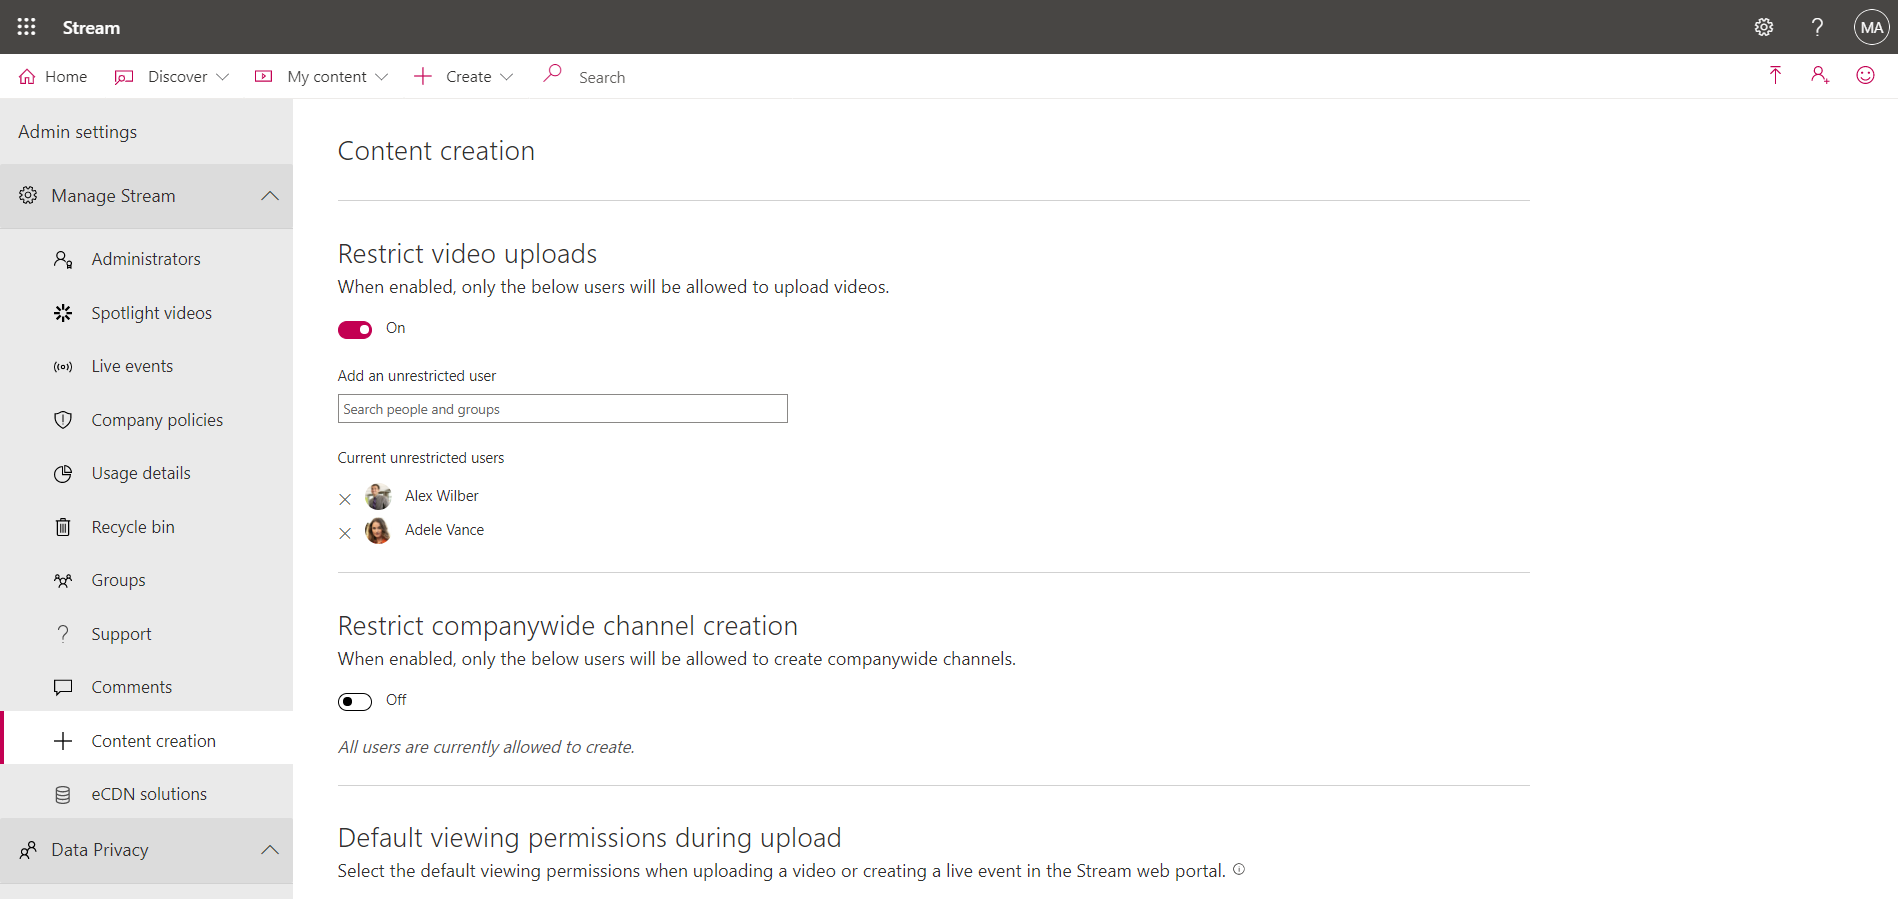 Stream
MA
Home
Discover
My content
Create
Search
Admin settings
Manage Stream
Administrators
Spotlight videos
Live events
Company policies
Usage details
Recycle bin
Groups
Support
Comments
Content creation
eCDN solutions
Data Privacy
Content creation
Restrict video uploads
When enabled, only the below users will be allowed to upload videos.
On
Add an unrestricted user
Search people and groups
Current unrestricted users
Alex Wilber
Adele Vance
Restrict companywide channel creation
When enabled, only the below users will be allowed to create companywide channels.
Off
All users are currently allowed to create.
Default viewing permissions during upload
Select the default viewing permissions when uploading a video or creating a live event in the Stream web portal.